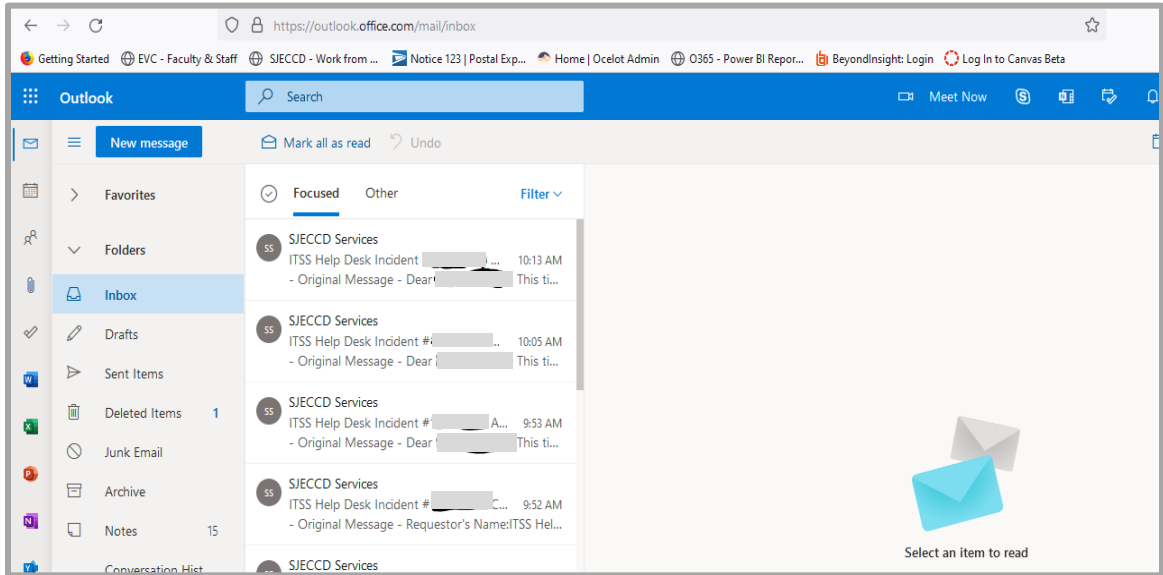 https://outlook.office.com/mail/inbox
Getting Started EVC - Faculty & Staff SJECCD - Work from ... Notice 123 | Postal Exp... Home | Ocelot Admin O365 - Power BI Repor... BeyondInsight: Login Log In to Canvas Beta
Outlook Search Meet Now
New message Mark all as read Undo
Favorites
Folders
Inbox
Drafts
Sent Items
Deleted Items 1
Junk Email
Archive
Notes 15
Conversation Hist
Focused Other Filter
SS SJECCD Services
ITSS Help Desk Incident ... 10:13 AM
- Original Message - Dear This ti...
SS SJECCD Services
ITSS Help Desk Incident # .. 10:05 AM
- Original Message - Dear This ti...
SS SJECCD Services
ITSS Help Desk Incident # A... 9:53 AM
- Original Message - Dear This ti...
SS SJECCD Services
ITSS Help Desk Incident # C... 9:52 AM
- Original Message - Requestor's Name:ITSS Hel...
SJECCD Services
Select an item to read